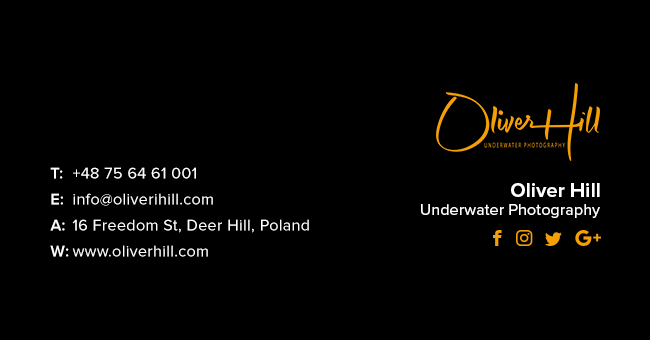 T: +48 75 64 61 001
E: info@oliverihill.com
A: 16 Freedom St, Deer Hill, Poland
W: www.oliverhill.com
Oliver Hill
UNDERWATER PHOTOGRAPHY
Oliver Hill
Underwater Photography